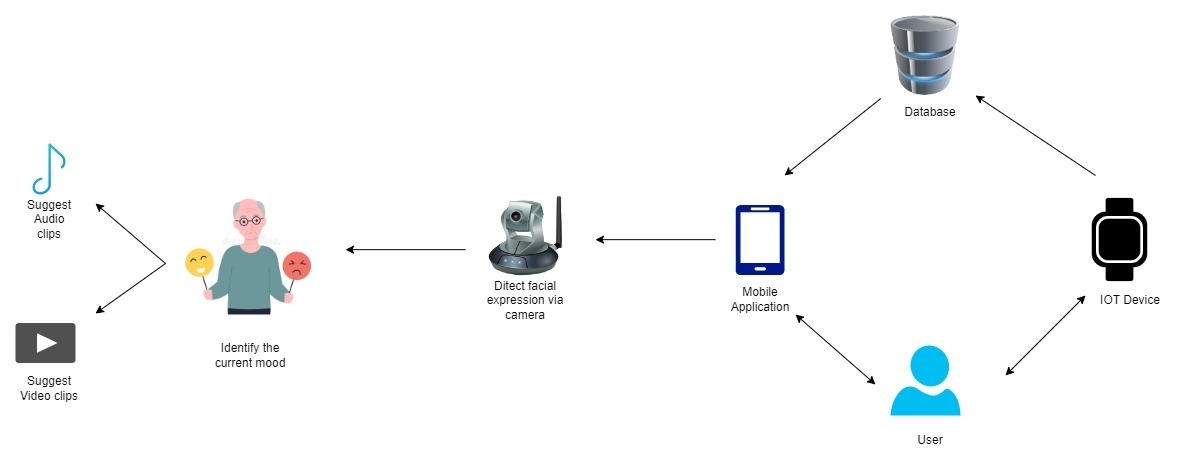 Database
Suggest
Audio
clips
Ditect facial
expression via
camera
Mobile
Application
IOT Device
Identify the
current mood
Suggest
Video clips
User